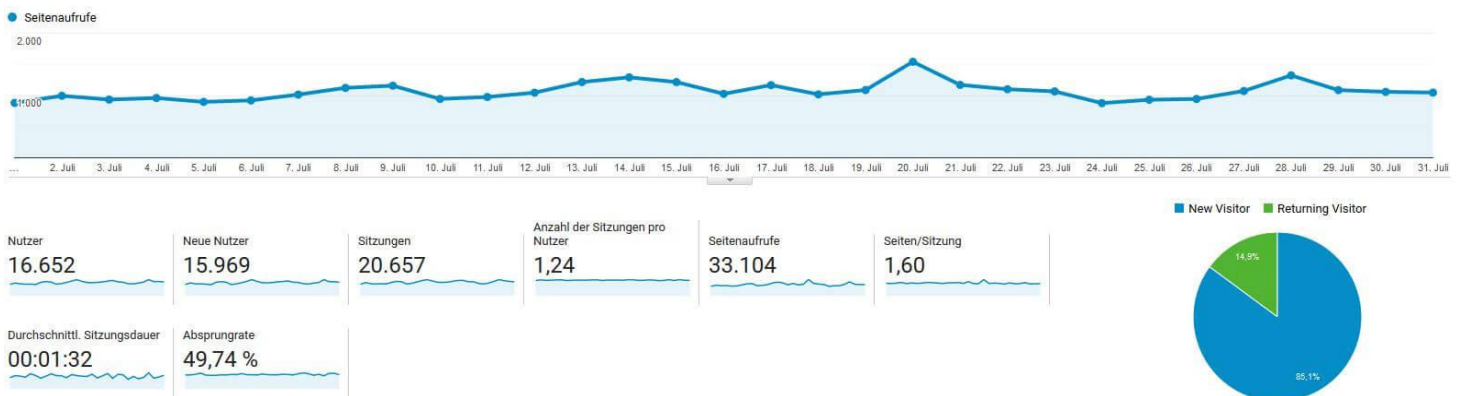 Seitenaufrufe
2.000
1.000
... 2. Juli 3. Juli 4. Juli 5. Juli 6. Juli 7. Juli 8. Juli 9. Juli 10. Juli 11. Juli 12. Juli 13. Juli 14. Juli 15. Juli 16. Juli 17. Juli 18. Juli 19. Juli 20. Juli 21. Juli 22. Juli 23. Juli 24. Juli 25. Juli 26. Juli 27. Juli 28. Juli 29. Juli 30. Juli 31. Juli
New Visitor Returning Visitor
Nutzer
16.652
Neue Nutzer
15.969
Sitzungen
20.657
Anzahl der Sitzungen pro
Nutzer
1,24
Seitenaufrufe
33.104
Seiten/Sitzung
1,60
Durchschnittl. Sitzungsdauer
00:01:32
Absprungrate
49,74 %
14,9%
85,1%